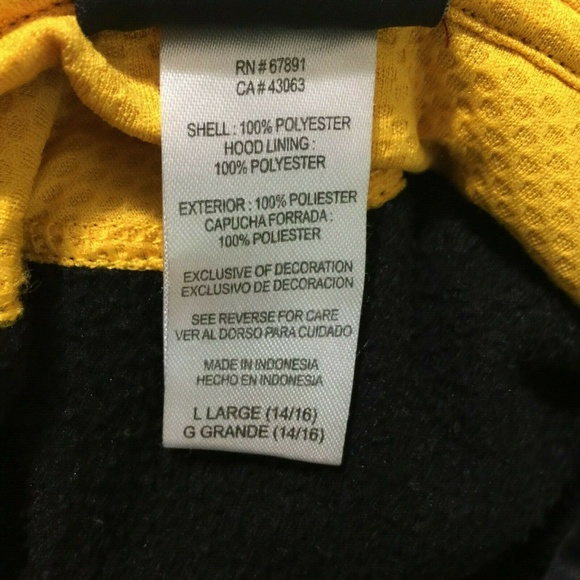 RN # 67891
CA # 43063
SHELL : 100% POLYESTER
HOOD LINING :
100% POLYESTER
EXTERIOR : 100% POLIESTER
CAPUCHA FORRADA :
100% POLIESTER
EXCLUSIVE OF DECORATION
EXCLUSIVO DE DECORACION
SEE REVERSE FOR CARE
VER AL DORSO PARA CUIDADO
MADE IN INDONESIA
HECHO EN INDONESIA
L LARGE (14/16)
G GRANDE (14/16)